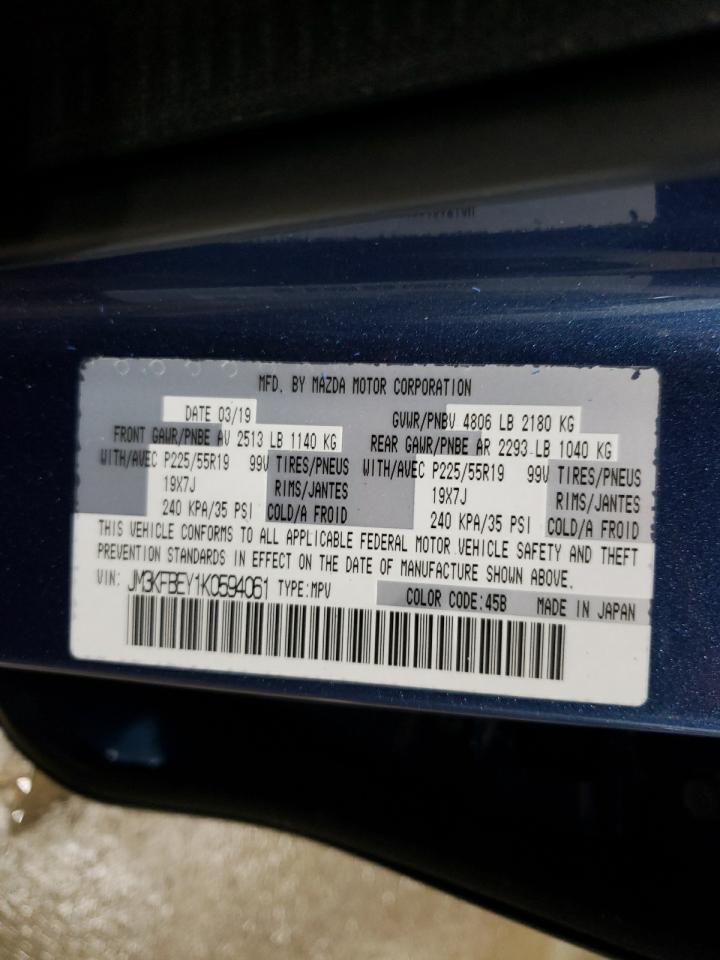 MFD. BY MAZDA MOTOR CORPORATION
DATE 03/19 GVWR/PNBV 4806 LB 2180 KG
FRONT GAWR/PNBE AV 2513 LB 1140 KG REAR GAWR/PNBE AR 2293 LB 1040 KG
WITH/AVEC P225/55R19 99V TIRES/PNEUS WITH/AVEC P225/55R19 99V TIRES/PNEUS
19X7J RIMS/JANTES 19X7J RIMS/JANTES
240 KPA/35 PSI COLD/A FROID 240 KPA/35 PSI COLD/A FROID
THIS VEHICLE CONFORMS TO ALL APPLICABLE FEDERAL MOTOR VEHICLE SAFETY AND THEFT
PREVENTION STANDARDS IN EFFECT ON THE DATE OF MANUFACTURE SHOWN ABOVE.
VIN: JM3KFBEY1K0594061 TYPE:MPV COLOR CODE:45B MADE IN JAPAN